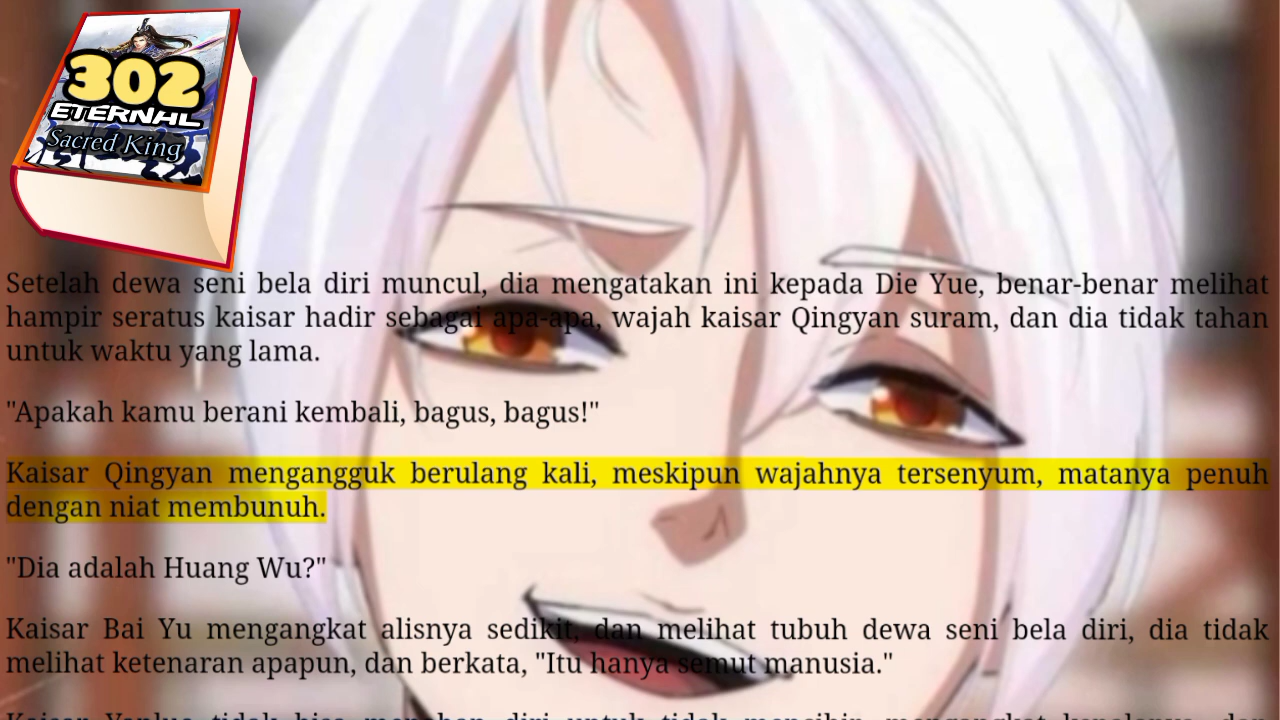 302
ETERNAL
Sacred King
Setelah dewa seni bela diri muncul, dia mengatakan ini kepada Die Yue, benar-benar melihat
hampir seratus kaisar hadir sebagai apa-apa, wajah kaisar Qingyan suram, dan dia tidak tahan
untuk waktu yang lama.
"Apakah kamu berani kembali, bagus, bagus!"
Kaisar Qingyan mengangguk berulang kali, meskipun wajahnya tersenyum, matanya penuh
dengan niat membunuh.
"Dia adalah Huang Wu?"
Kaisar Bai Yu mengangkat alisnya sedikit, dan melihat tubuh dewa seni bela diri, dia tidak
melihat ketenaran apapun, dan berkata, "Itu hanya semut manusia."